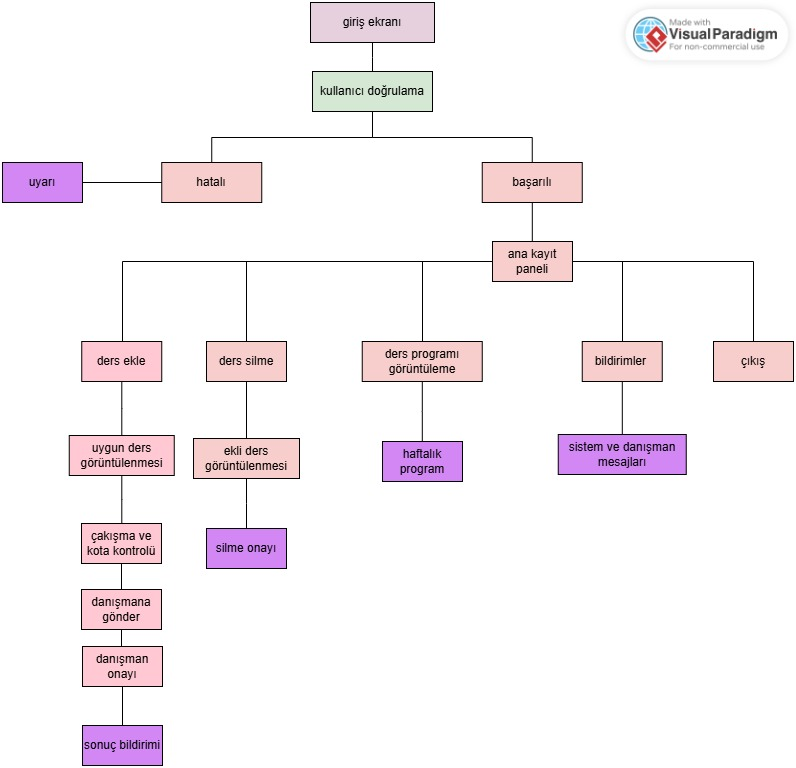 giriş ekranı
Made with
VisualParadigm
For non-commercial use
kullanıcı doğrulama
uyarı
hatalı
başarılı
ana kayıt
paneli
ders ekle
ders silme
ders programı
görüntüleme
bildirimler
çıkış
uygun ders
görüntülenmesi
ekli ders
görüntülenmesi
haftalık
program
sistem ve danışman
mesajları
çakışma ve
kota kontrolü
silme onayı
danışmana
gönder
danışman
onayı
sonuç bildirimi